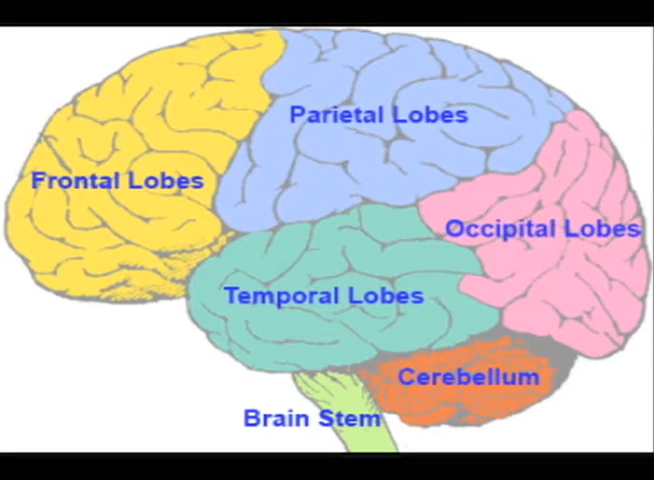 Parietal Lobes
Frontal Lobes
Occipital Lobes
Temporal Lobes
Cerebellum
Brain Stem